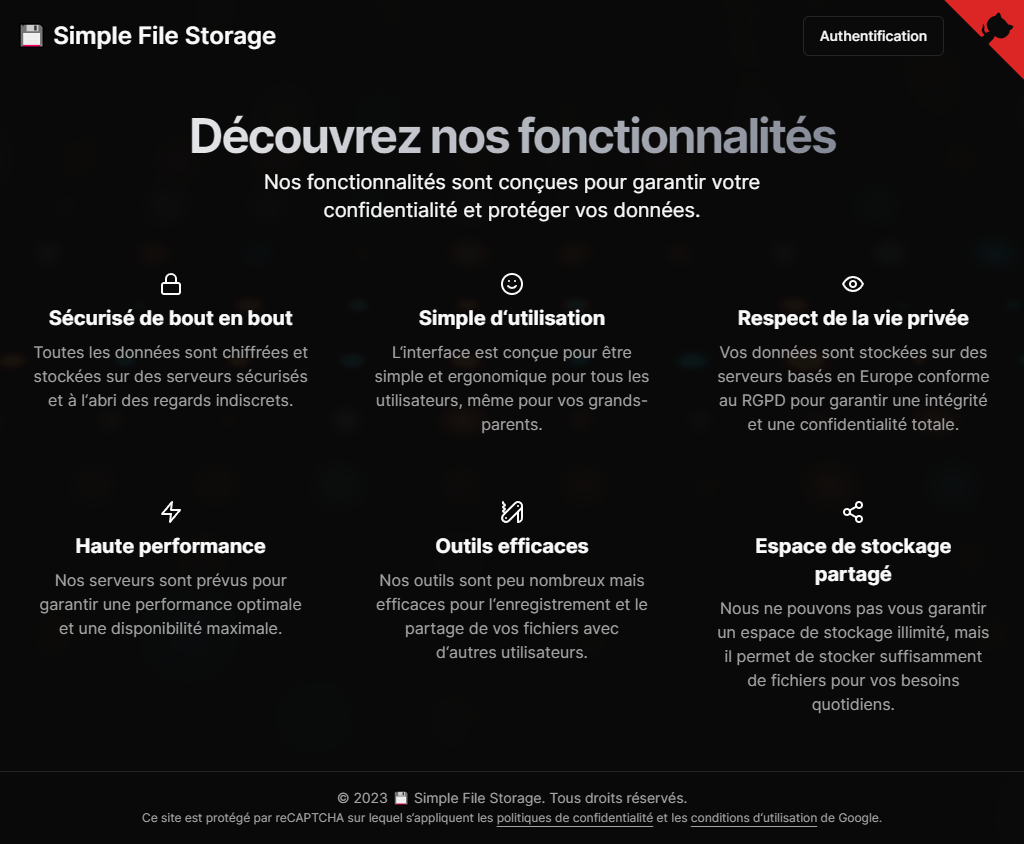 Simple File Storage
Authentification
Découvrez nos fonctionnalités
Nos fonctionnalités sont conçues pour garantir votre
confidentialité et protéger vos données.
Sécurisé de bout en bout
Toutes les données sont chiffrées et
stockées sur des serveurs sécurisés
et à l‘abri des regards indiscrets.
Simple d‘utilisation
L‘interface est conçue pour être
simple et ergonomique pour tous les
utilisateurs, même pour vos grands-
parents.
Respect de la vie privée
Vos données sont stockées sur des
serveurs basés en Europe conforme
au RGPD pour garantir une intégrité
et une confidentialité totale.
Haute performance
Nos serveurs sont prévus pour
garantir une performance optimale
et une disponibilité maximale.
Outils efficaces
Nos outils sont peu nombreux mais
efficaces pour l‘enregistrement et le
partage de vos fichiers avec
d‘autres utilisateurs.
Espace de stockage
partagé
Nous ne pouvons pas vous garantir
un espace de stockage illimité, mais
il permet de stocker suffisamment
de fichiers pour vos besoins
quotidiens.
© 2023 💾 Simple File Storage. Tous droits réservés.
Ce site est protégé par reCAPTCHA sur lequel s‘appliquent les politiques de confidentialité et les conditions d‘utilisation de Google.